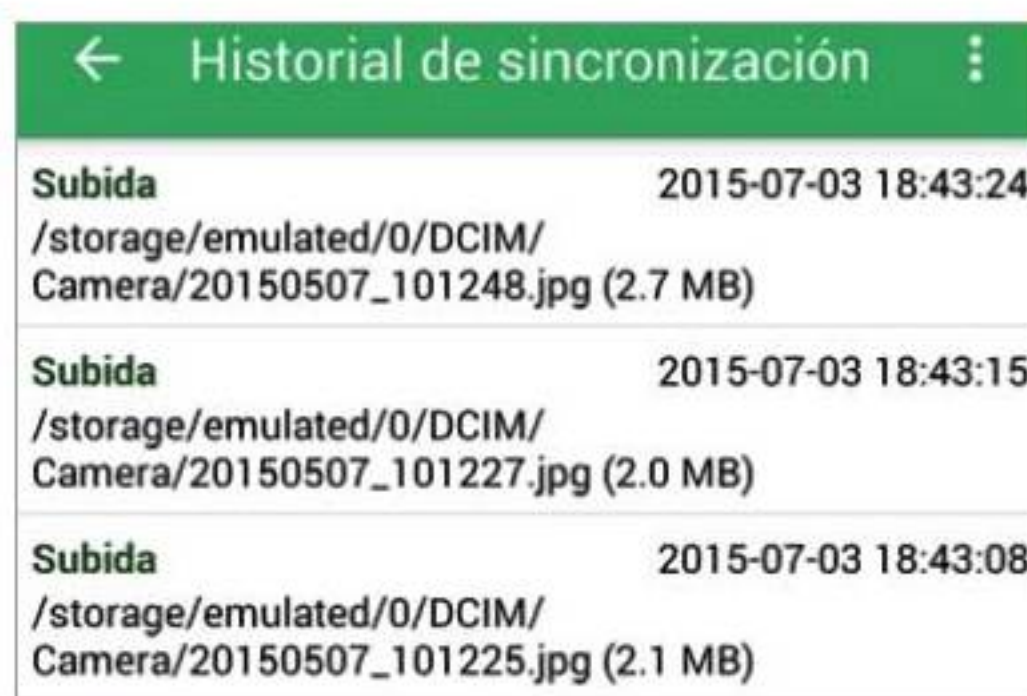 Historial de sincronización
Subida 2015-07-03 18:43:24
/storage/emulated/0/DCIM/
Camera/20150507_101248.jpg (2.7 MB)
Subida 2015-07-03 18:43:15
/storage/emulated/0/DCIM/
Camera/20150507_101227.jpg (2.0 MB)
Subida 2015-07-03 18:43:08
/storage/emulated/0/DCIM/
Camera/20150507_101225.jpg (2.1 MB)